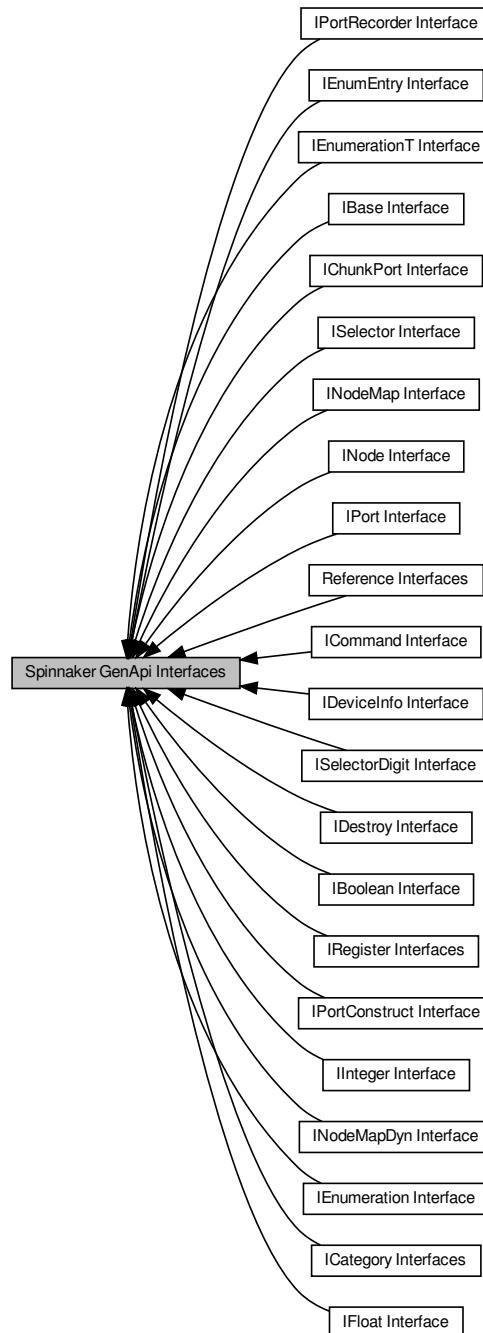 IPortRecorder Interface
IEnumEntry Interface
IEnumerationT Interface
IBase Interface
IChunkPort Interface
ISelector Interface
INodeMap Interface
INode Interface
IPort Interface
Reference Interfaces
ICommand Interface
Spinnaker GenApi Interfaces
IDeviceInfo Interface
ISelectorDigit Interface
IDestroy Interface
IBoolean Interface
IRegister Interfaces
IPortConstruct Interface
IInteger Interface
INodeMapDyn Interface
IEnumeration Interface
ICategory Interfaces
IFloat Interface